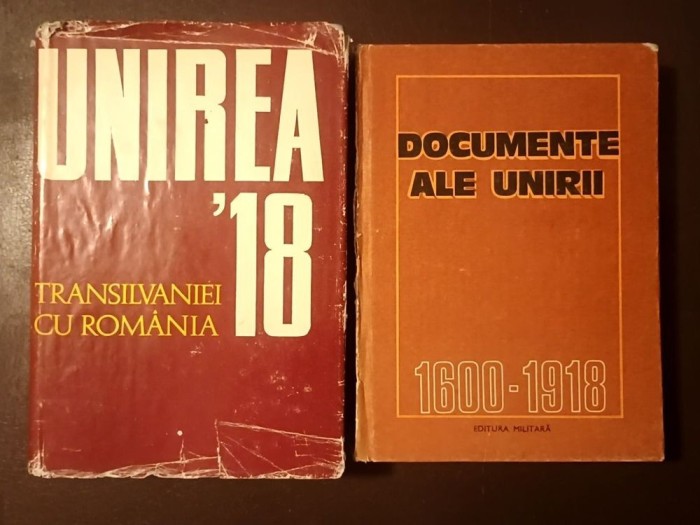 UNIREA
'18
TRANSILVANIEI
CU ROMÂNIA
DOCUMENTE
ALE UNIRII
1600-1918
EDITURA MILITARĂ